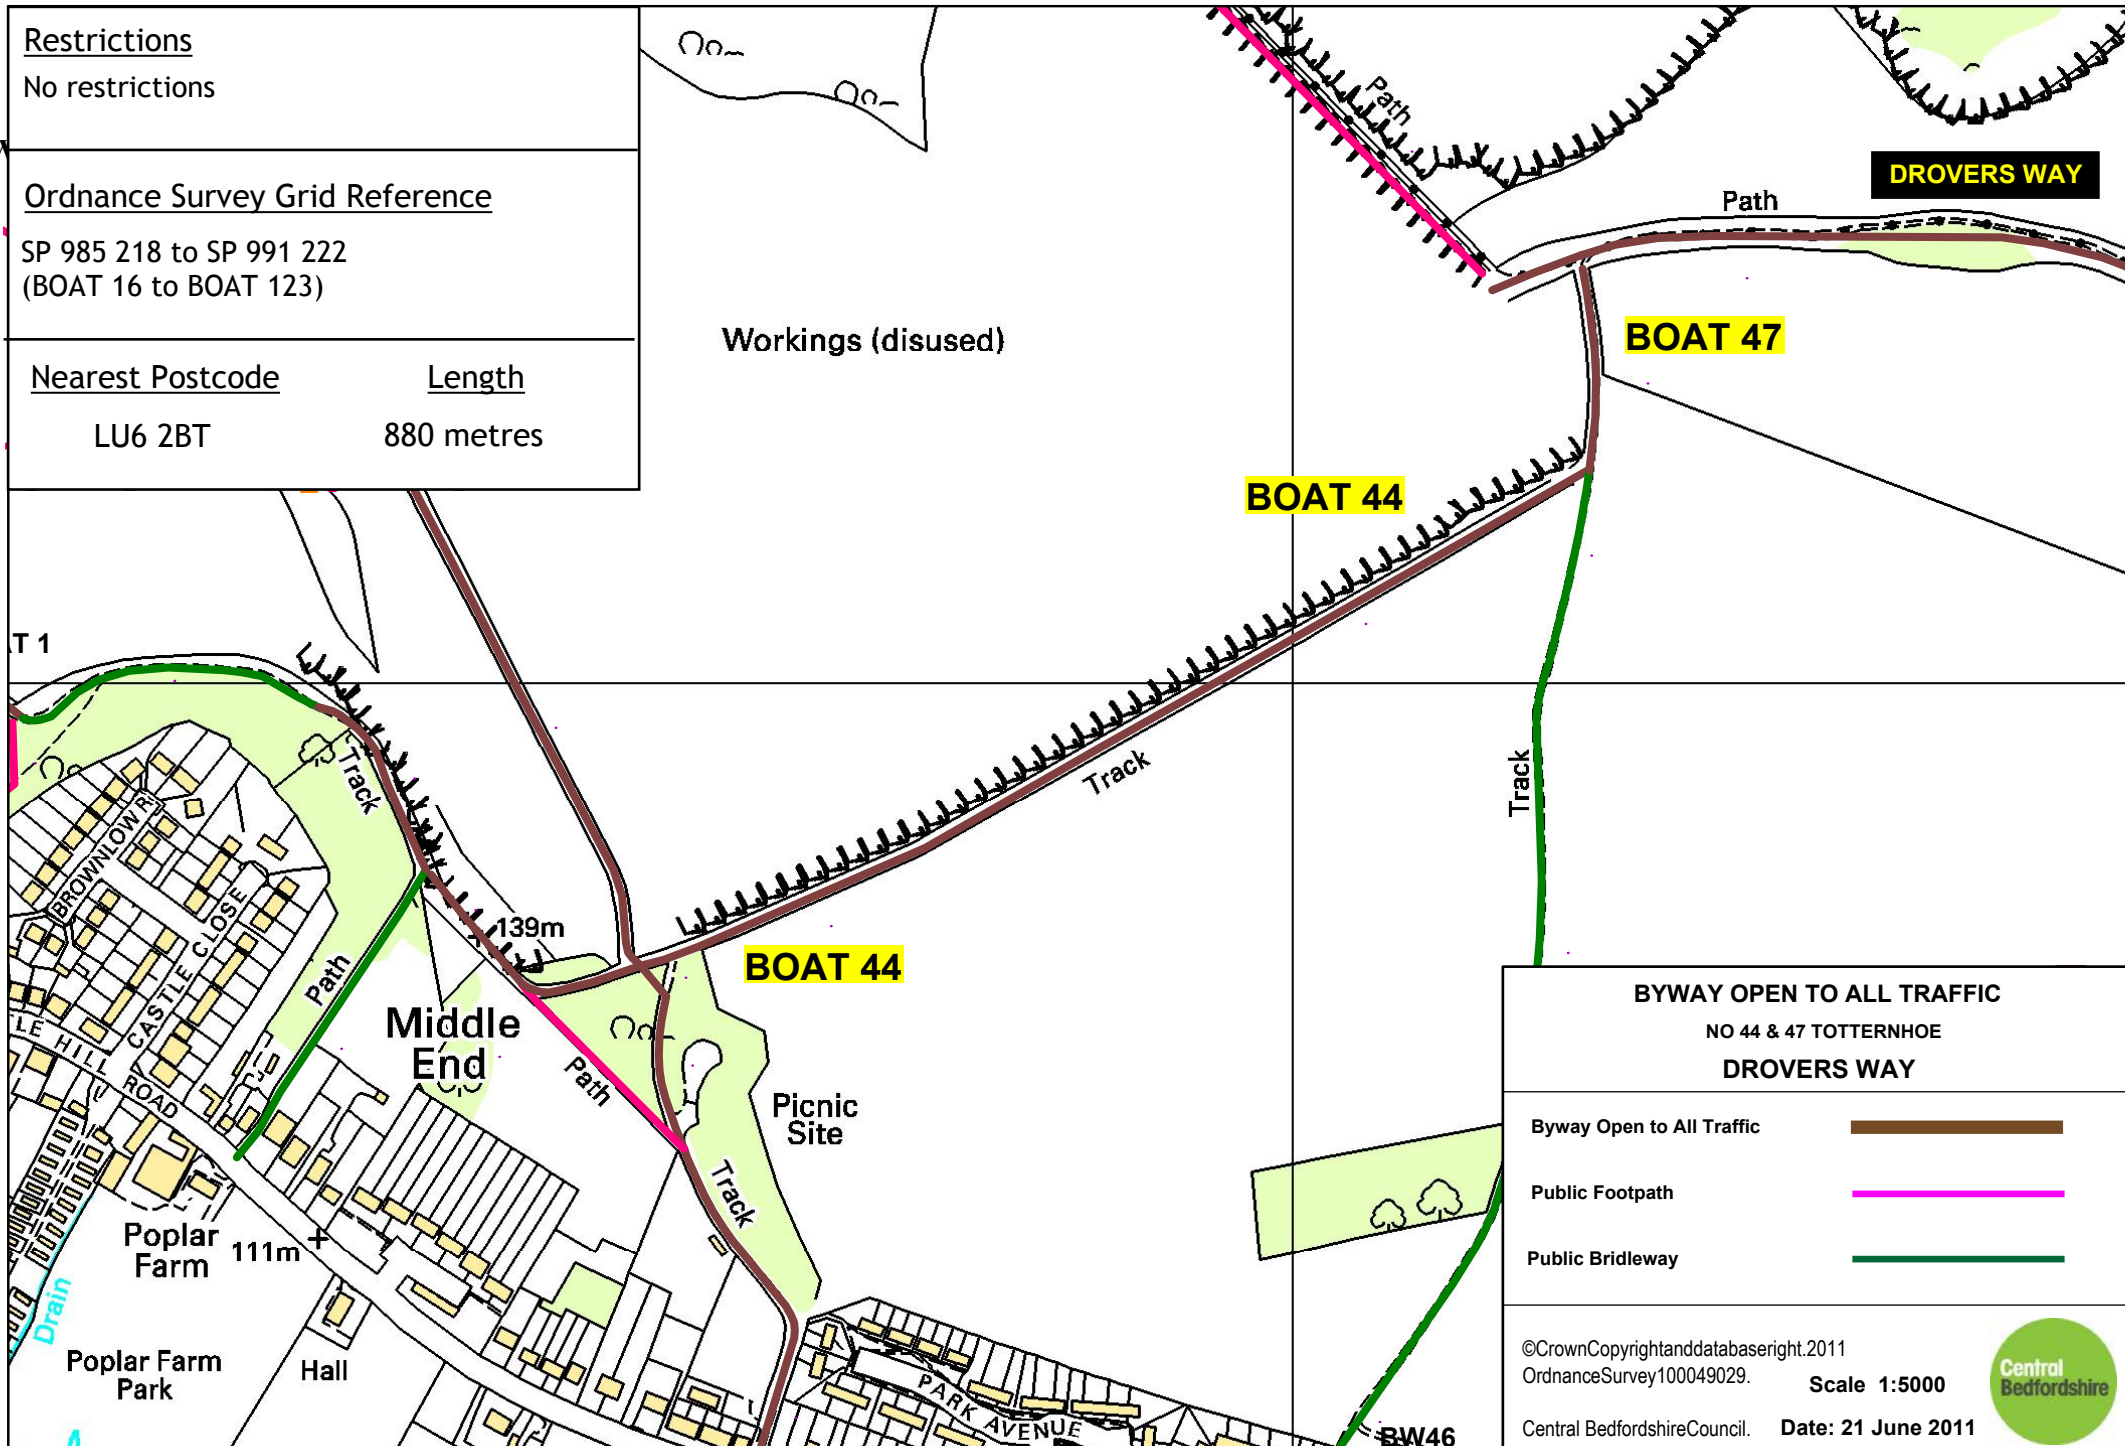 Restrictions
No restrictions
Ordnance Survey Grid Reference
SP 985 218 to SP 991 222
(BOAT 16 to BOAT 123)
Nearest Postcode
Length
LU6 2BT
880 metres
Path
DROVERS WAY
Path
Workings (disused)
BOAT 47
BOAT 44
T 1
Track
Track
Track
BROWNLOW
CASTLE CLOSE
Path
139m
BOAT 44
Middle
End
HILL ROAD
Path
Picnic
Site
Track
Poplar
Farm
111m
Drain
Poplar Farm
Park
Hall
PARK AVENUE
BW46
BYWAY OPEN TO ALL TRAFFIC
NO 44 & 47 TOTTERNHOE
DROVERS WAY
Byway Open to All Traffic
Public Footpath
Public Bridleway
©CrownCopyrightanddatabaseright.2011
OrdnanceSurvey100049029.
Scale 1:5000
Central BedfordshireCouncil.
Date: 21 June 2011
Central
Bedfordshire